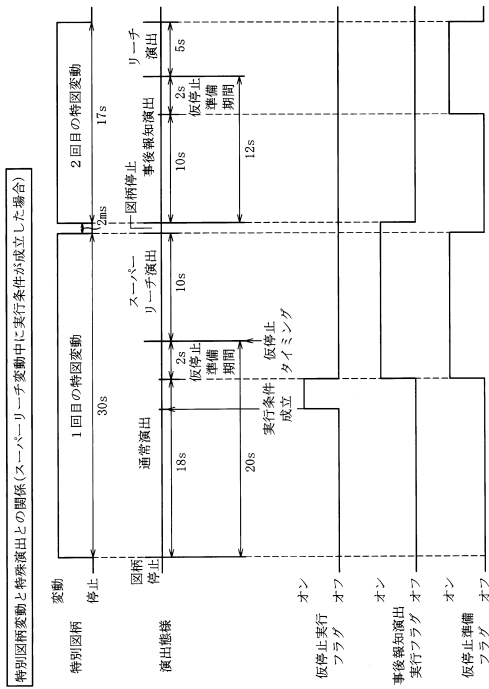 特別図柄変動と特殊演出との関係(スーパーリーチ変動中に実行条件が成立した場合)
特別図柄
変動
停止
1回目の特図変動
30s
2ms
2回目の特図変動
17s
演出態様
図柄
停止
通常演出
18s
2s
仮停止
準備
期間
20s
スーパー
リーチ演出
10s
図柄停止
事後報知演出
10s
2s
仮停止
準備
期間
12s
リーチ
演出
5s
実行条件
成立
仮停止
タイミング
仮停止実行
フラグ
オン
オフ
事後報知演出
実行フラグ
オン
オフ
仮停止準備
フラグ
オン
オフ